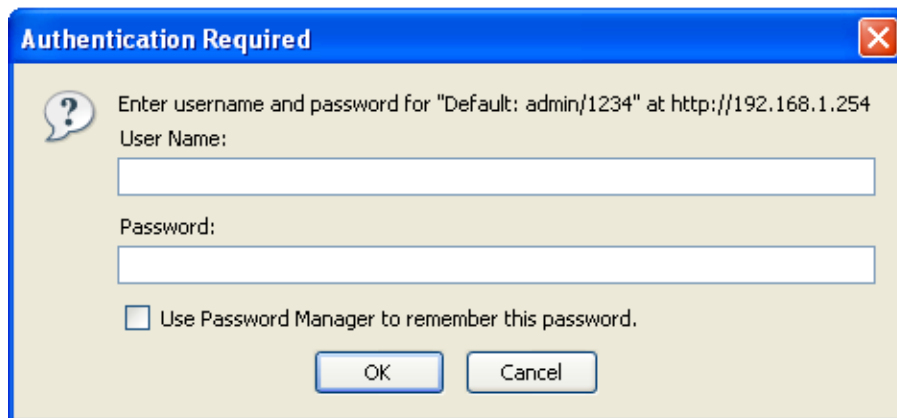 Authentication Required
Enter username and password for "Default: admin/1234" at http://192.168.1.254
User Name:
Password:
Use Password Manager to remember this password.
OK Cancel